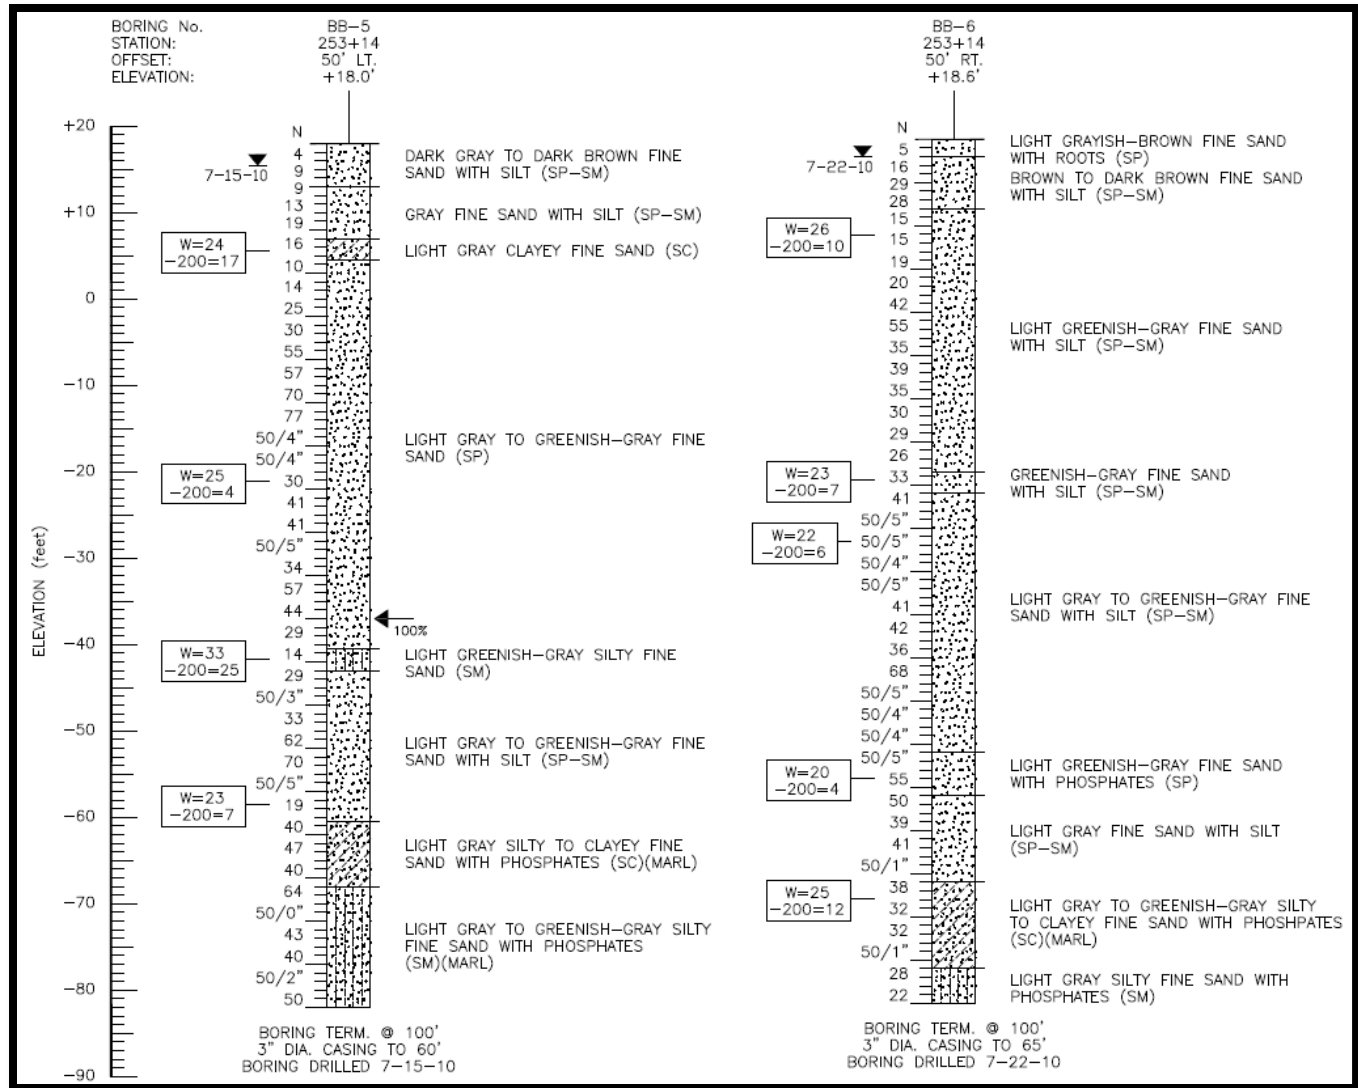 BORING No.
STATION:
OFFSET:
ELEVATION:
BB-5
253+14
50' LT.
+18.0'
BB-6
253+14
50' RT.
+18.6'
ELEVATION (feet)
+20
+10
0
-10
-20
-30
-40
-50
-60
-70
-80
-90
7-15-10
W=24
-200=17
W=25
-200=4
W=33
-200=25
W=23
-200=7
N
4
9
9
13
19
16
10
14
25
30
55
57
70
77
50/4"
50/4"
30
41
41
50/5"
34
57
44
29
14
29
50/3"
33
62
70
50/5"
19
40
47
40
64
50/0"
43
40
50/2"
50
DARK GRAY TO DARK BROWN FINE
SAND WITH SILT (SP-SM)
GRAY FINE SAND WITH SILT (SP-SM)
LIGHT GRAY CLAYEY FINE SAND (SC)
LIGHT GRAY TO GREENISH-GRAY FINE
SAND (SP)
100%
LIGHT GREENISH-GRAY SILTY FINE
SAND (SM)
LIGHT GRAY TO GREENISH-GRAY FINE
SAND WITH SILT (SP-SM)
LIGHT GRAY SILTY TO CLAYEY FINE
SAND WITH PHOSPHATES (SC)(MARL)
LIGHT GRAY TO GREENISH-GRAY SILTY
FINE SAND WITH PHOSPHATES
(SM)(MARL)
BORING TERM. @ 100'
3" DIA. CASING TO 60'
BORING DRILLED 7-15-10
7-22-10
W=26
-200=10
W=23
-200=7
W=22
-200=6
W=20
-200=4
W=25
-200=12
N
5
16
29
28
15
15
19
20
42
55
35
39
35
30
29
26
33
41
50/5"
50/5"
50/4"
50/5"
41
42
36
68
50/5"
50/4"
50/4"
50/5"
55
50
39
41
50/1"
38
32
32
50/1"
28
22
LIGHT GRAYISH-BROWN FINE SAND
WITH ROOTS (SP)
BROWN TO DARK BROWN FINE SAND
WITH SILT (SP-SM)
LIGHT GREENISH-GRAY FINE SAND
WITH SILT (SP-SM)
GREENISH-GRAY FINE SAND
WITH SILT (SP-SM)
LIGHT GRAY TO GREENISH-GRAY FINE
SAND WITH SILT (SP-SM)
LIGHT GREENISH-GRAY FINE SAND
WITH PHOSPHATES (SP)
LIGHT GRAY FINE SAND WITH SILT
(SP-SM)
LIGHT GRAY TO GREENISH-GRAY SILTY
TO CLAYEY FINE SAND WITH PHOSHPATES
(SC)(MARL)
LIGHT GRAY SILTY FINE SAND WITH
PHOSPHATES (SM)
BORING TERM. @ 100'
3" DIA. CASING TO 65'
BORING DRILLED 7-22-10